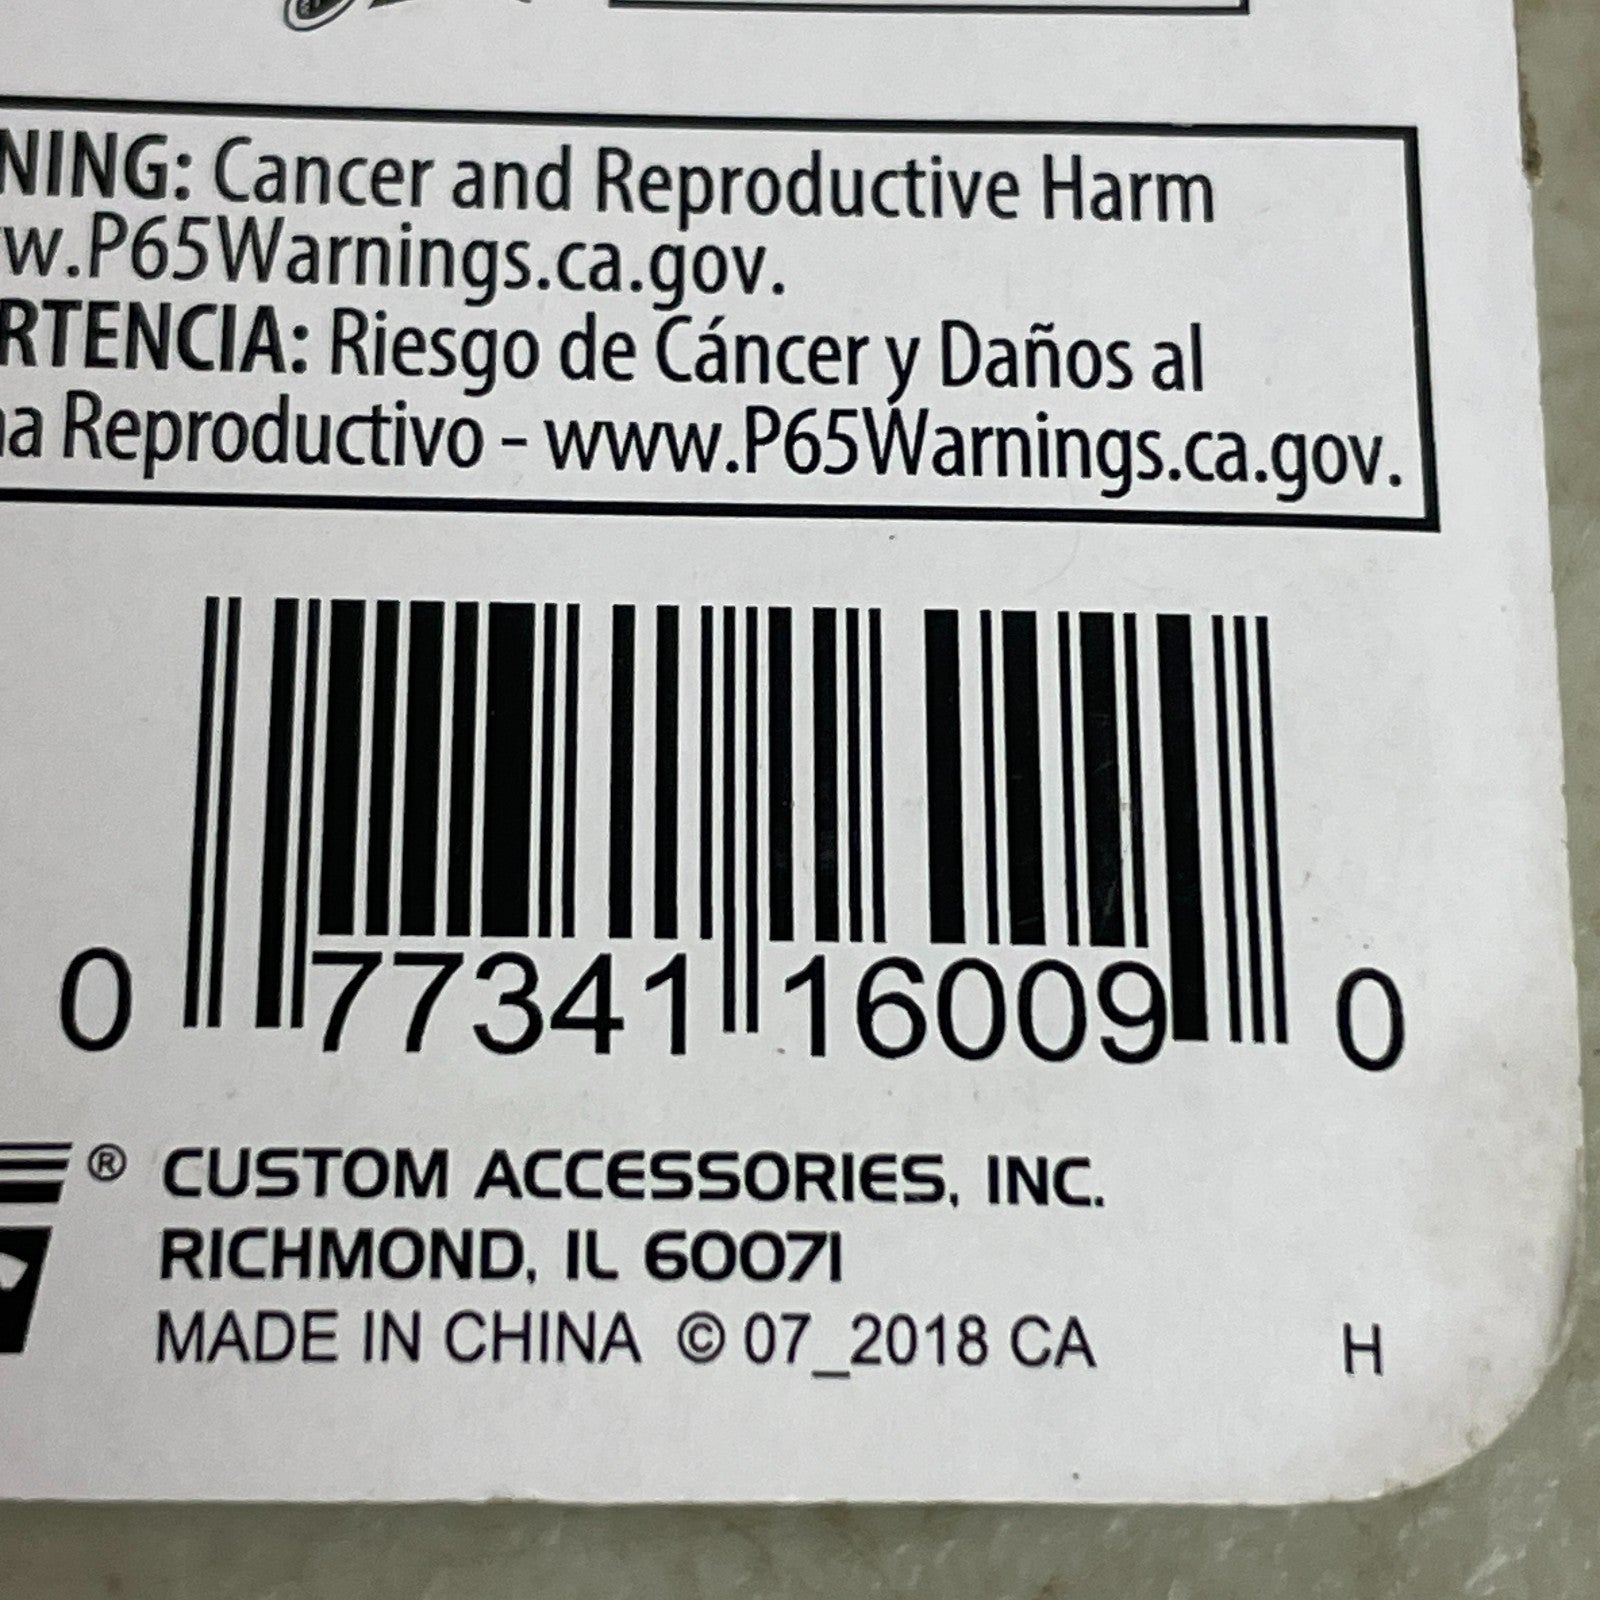 NING: Cancer and Reproductive Harm
w.P65Warnings.ca.gov.
RTENCIA: Riesgo de Cáncer y Daños al
a Reproductivo - www.P65Warnings.ca.gov.
0 77341 16009 0
® CUSTOM ACCESSORIES, INC.
RICHMOND, IL 60071
MADE IN CHINA © 07_2018 CA H